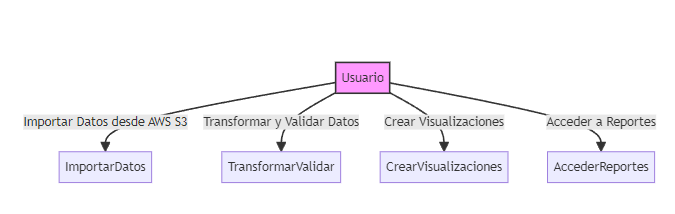 Usuario
Importar Datos desde AWS S3
Transformar y Validar Datos
Crear Visualizaciones
Acceder a Reportes
ImportarDatos
TransformarValidar
CrearVisualizaciones
AccederReportes